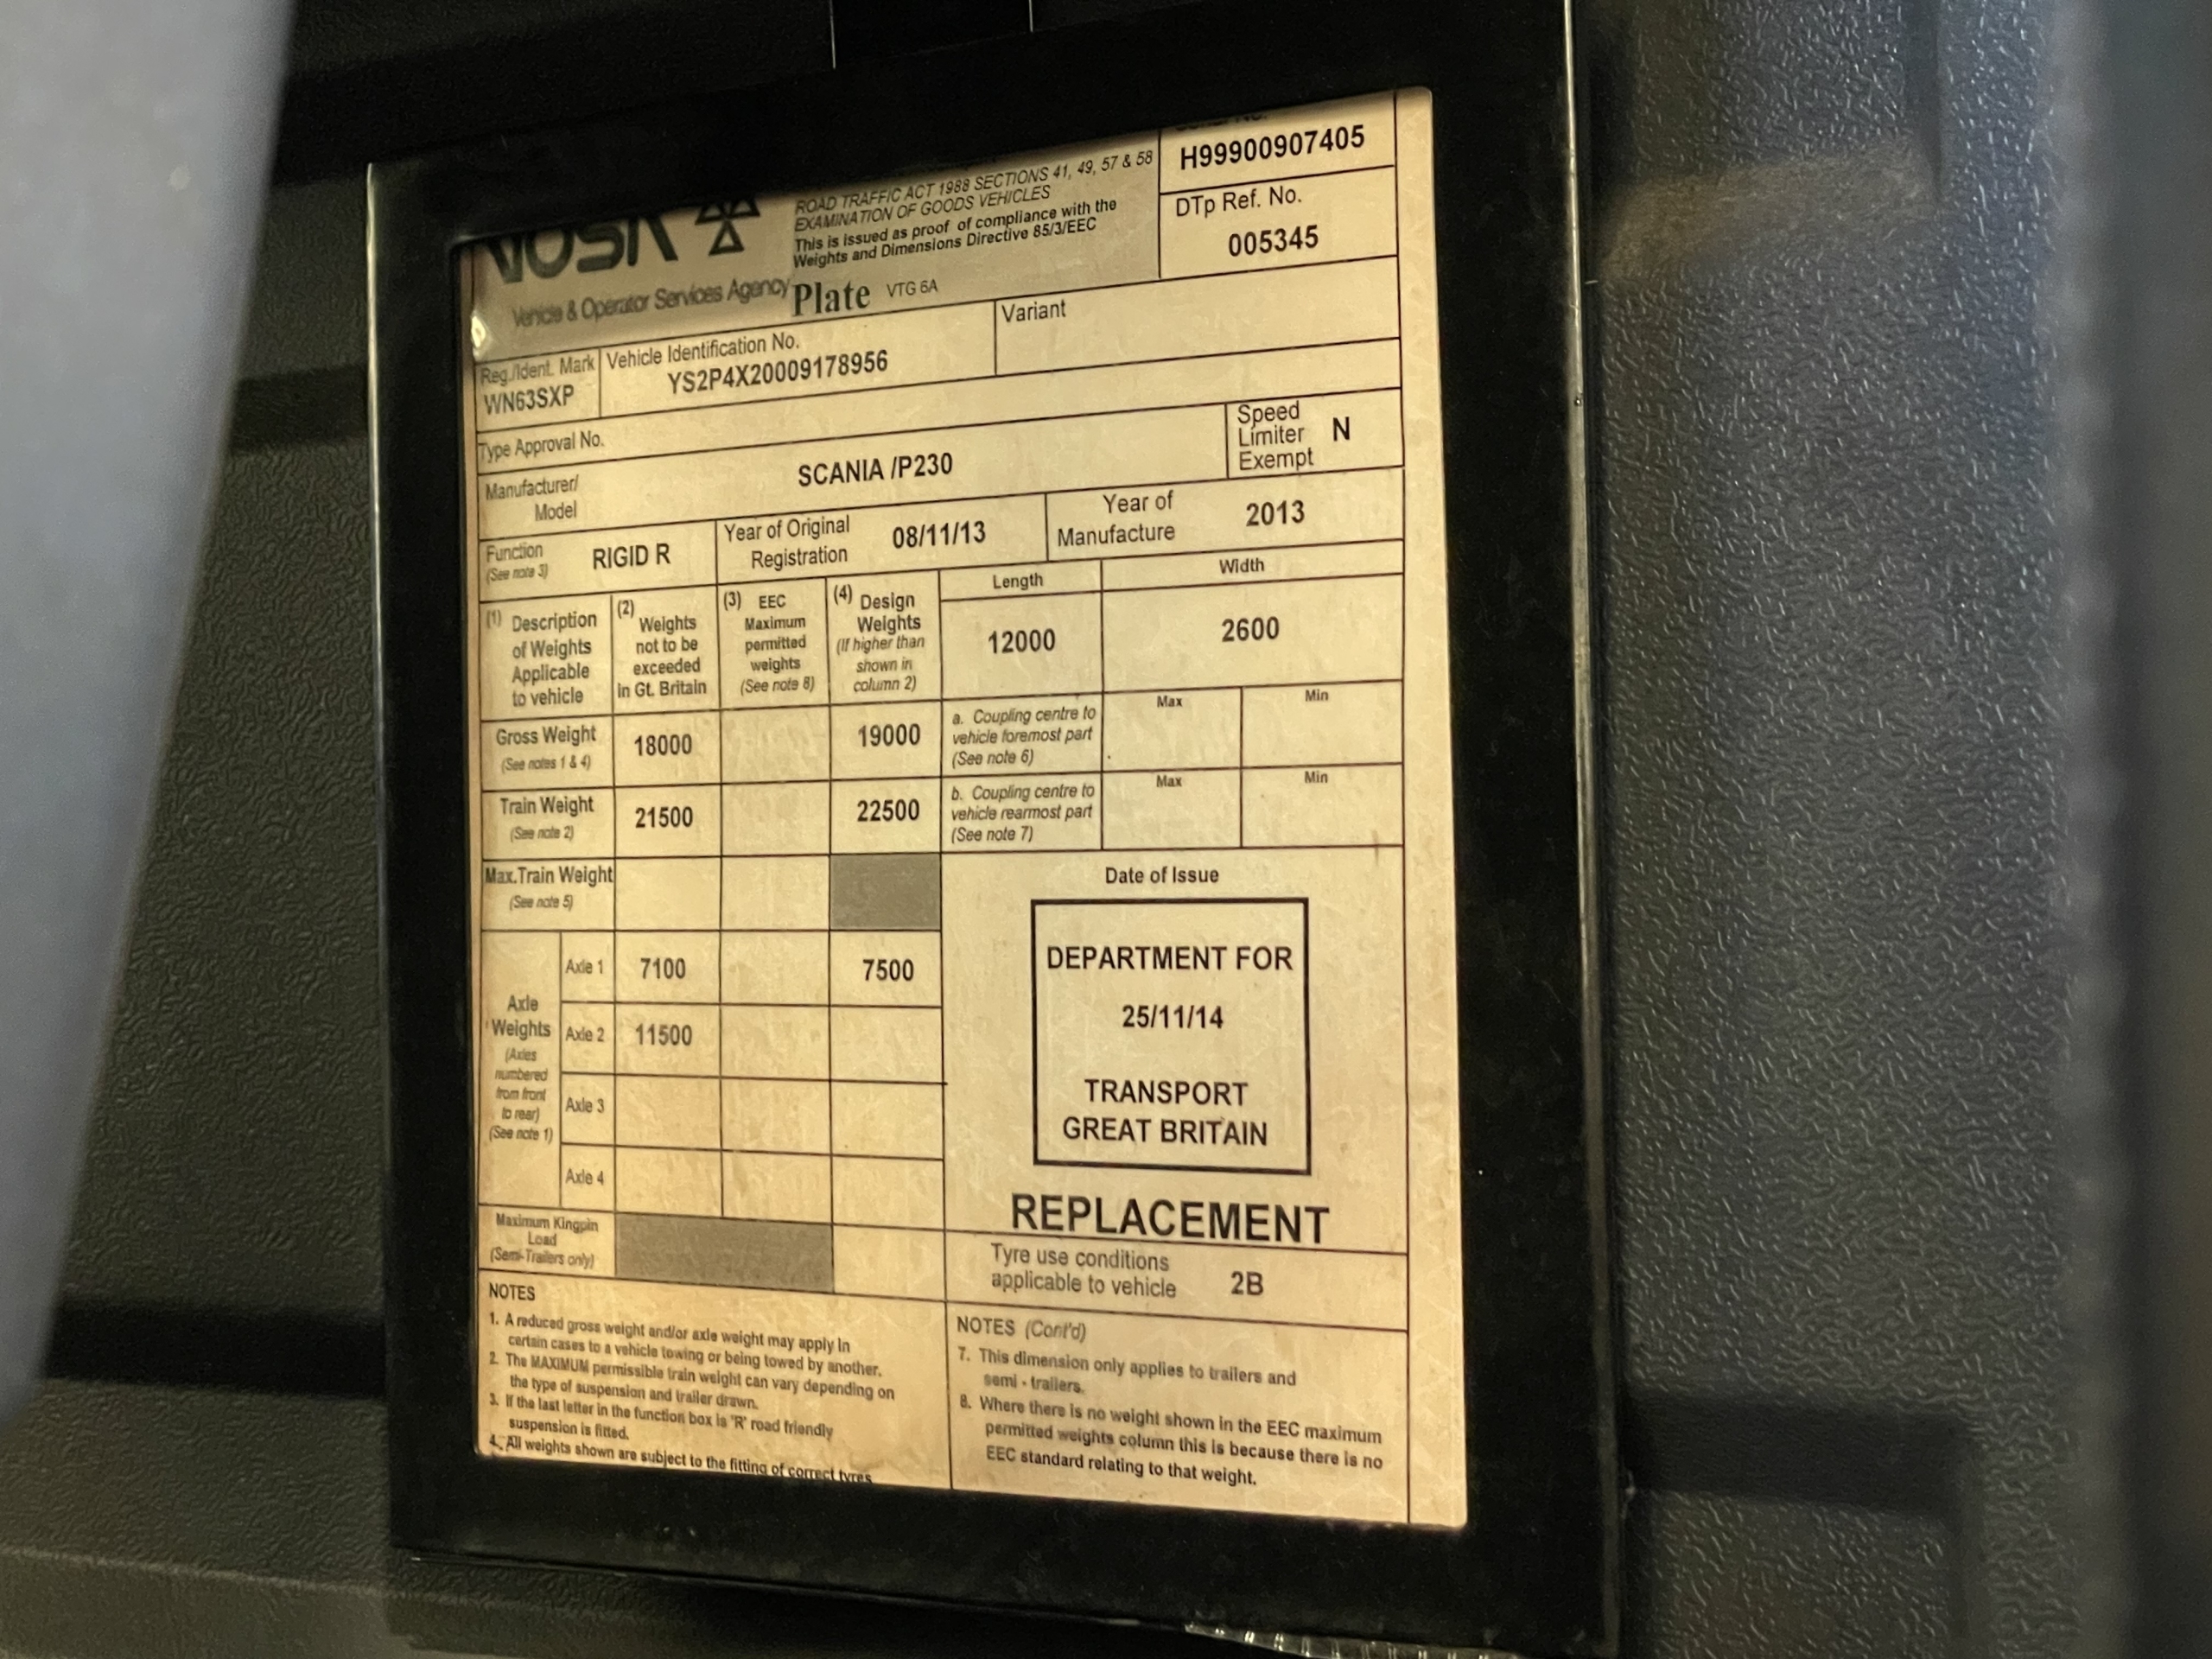 VOSA
Vehicle & Operator Services Agency
ROAD TRAFFIC ACT 1988 SECTIONS 41, 49, 57 & 58
EXAMINATION OF GOODS VEHICLES
This is issued as proof of compliance with the
Weights and Dimensions Directive 85/3/EEC
Plate VTG 6A
H99900907405
DTp Ref. No.
005345
Reg./Ident. Mark
WN63SXP
Vehicle Identification No.
YS2P4X20009178956
Variant
Type Approval No.
Speed
Limiter N
Exempt
Manufacturer/
Model
SCANIA /P230
Function
(See note 3)
RIGID R
Year of Original
Registration
08/11/13
Year of
Manufacture
2013
(1) Description
of Weights
Applicable
to vehicle
(2)
Weights
not to be
exceeded
in Gt. Britain
(3) EEC
Maximum
permitted
weights
(See note 8)
(4) Design
Weights
(If higher than
shown in
column 2)
Length
12000
Width
2600
Gross Weight
(See notes 1 & 4)
18000
19000
a. Coupling centre to
vehicle foremost part
(See note 6)
Max
Min
Train Weight
(See note 2)
21500
22500
b. Coupling centre to
vehicle rearmost part
(See note 7)
Max
Min
Max.Train Weight
(See note 5)
Axle
Weights
(Axles
numbered
from front
to rear)
(See note 1)
Axle 1
7100
7500
Axle 2
11500
Axle 3
Axle 4
Maximum Kingpin
Load
(Semi-Trailers only)
Date of Issue
DEPARTMENT FOR
25/11/14
TRANSPORT
GREAT BRITAIN
REPLACEMENT
Tyre use conditions
applicable to vehicle
2B
NOTES
1. A reduced gross weight and/or axle weight may apply in
certain cases to a vehicle towing or being towed by another.
2. The MAXIMUM permissible train weight can vary depending on
the type of suspension and trailer drawn.
3. If the last letter in the function box is 'R' road friendly
suspension is fitted.
4. All weights shown are subject to the fitting of correct tyres
NOTES (Cont'd)
7. This dimension only applies to trailers and
semi - trailers.
8. Where there is no weight shown in the EEC maximum
permitted weights column this is because there is no
EEC standard relating to that weight.